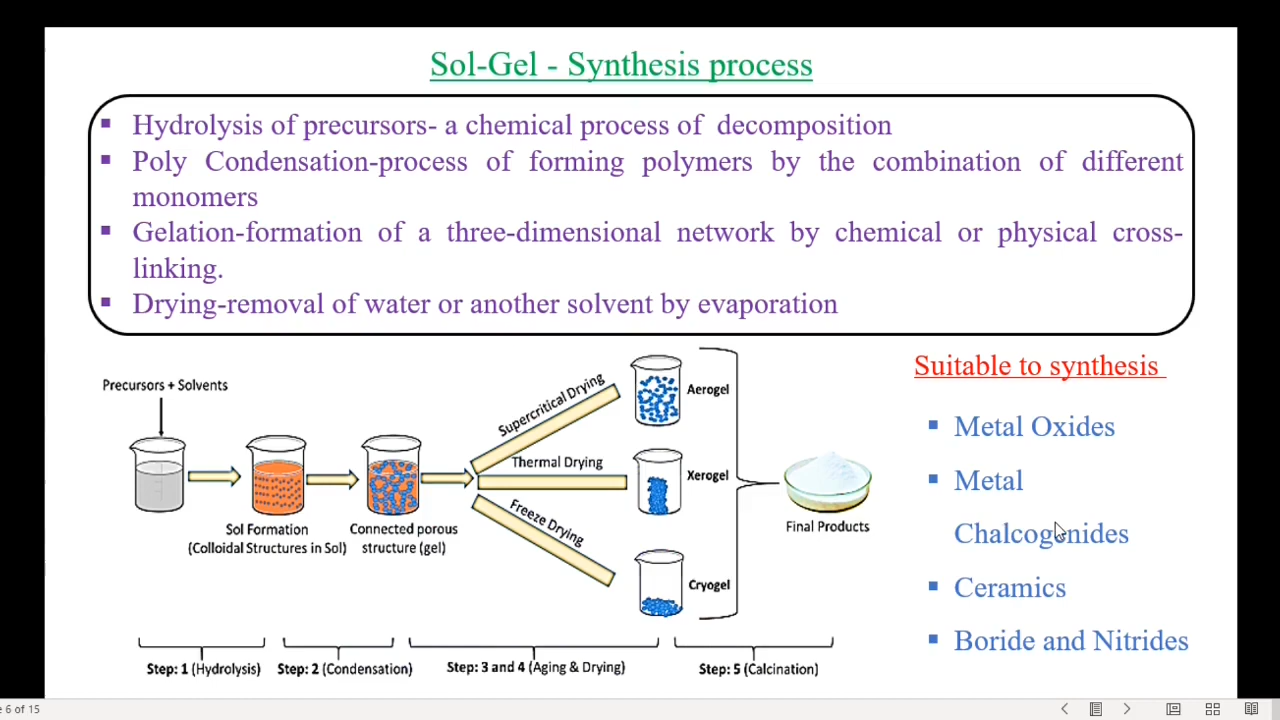 Sol-Gel - Synthesis process
▪ Hydrolysis of precursors- a chemical process of decomposition
▪ Poly Condensation-process of forming polymers by the combination of different
monomers
▪ Gelation-formation of a three-dimensional network by chemical or physical cross-
linking.
▪ Drying-removal of water or another solvent by evaporation
Precursors + Solvents
Sol Formation
(Colloidal Structures in Sol)
Connected porous
structure (gel)
Supercritical Drying
Thermal Drying
Freeze Drying
Aerogel
Xerogel
Cryogel
Final Products
Step: 1 (Hydrolysis)
Step: 2 (Condensation)
Step: 3 and 4 (Aging & Drying)
Step: 5 (Calcination)
Suitable to synthesis
▪ Metal Oxides
▪ Metal
Chalcogenides
▪ Ceramics
▪ Boride and Nitrides
e 6 of 15